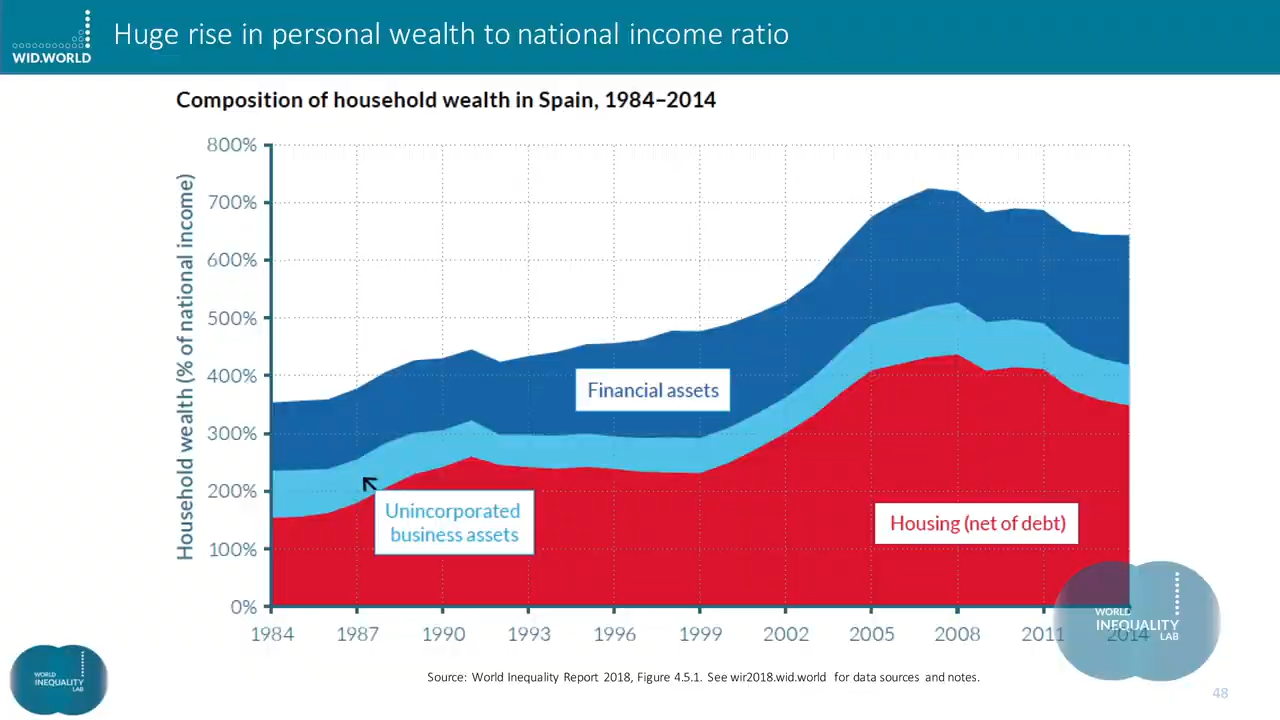 Huge rise in personal wealth to national income ratio
WID.WORLD
Composition of household wealth in Spain, 1984–2014
Household wealth (% of national income)
800%
700%
600%
500%
400%
300%
200%
100%
0%
Financial assets
Unincorporated
business assets
Housing (net of debt)
1984 1987 1990 1993 1996 1999 2002 2005 2008 2011 2014
WORLD
INEQUALITY
LAB
WORLD
INEQUALITY
LAB
Source: World Inequality Report 2018, Figure 4.5.1. See wir2018.wid.world for data sources and notes.
48